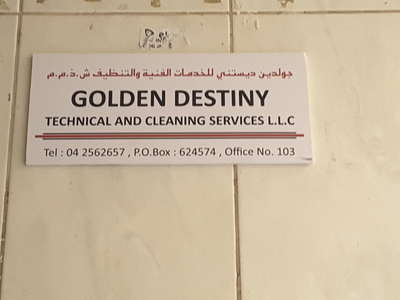 جولدين ديستني للخدمات الفنية والتنظيف ش.ذ.م.م
GOLDEN DESTINY
TECHNICAL AND CLEANING SERVICES L.L.C
Tel : 04 2562657 , P.O.Box : 624574 , Office No. 103